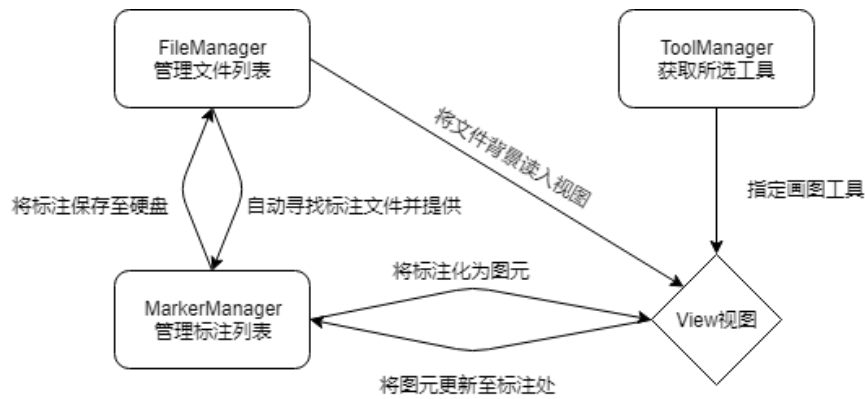 FileManager
管理文件列表
ToolManager
获取所选工具
将文件背景读入视图
指定画图工具
将标注保存至硬盘
自动寻找标注文件并提供
将标注化为图元
MarkerManager
管理标注列表
View视图
将图元更新至标注处